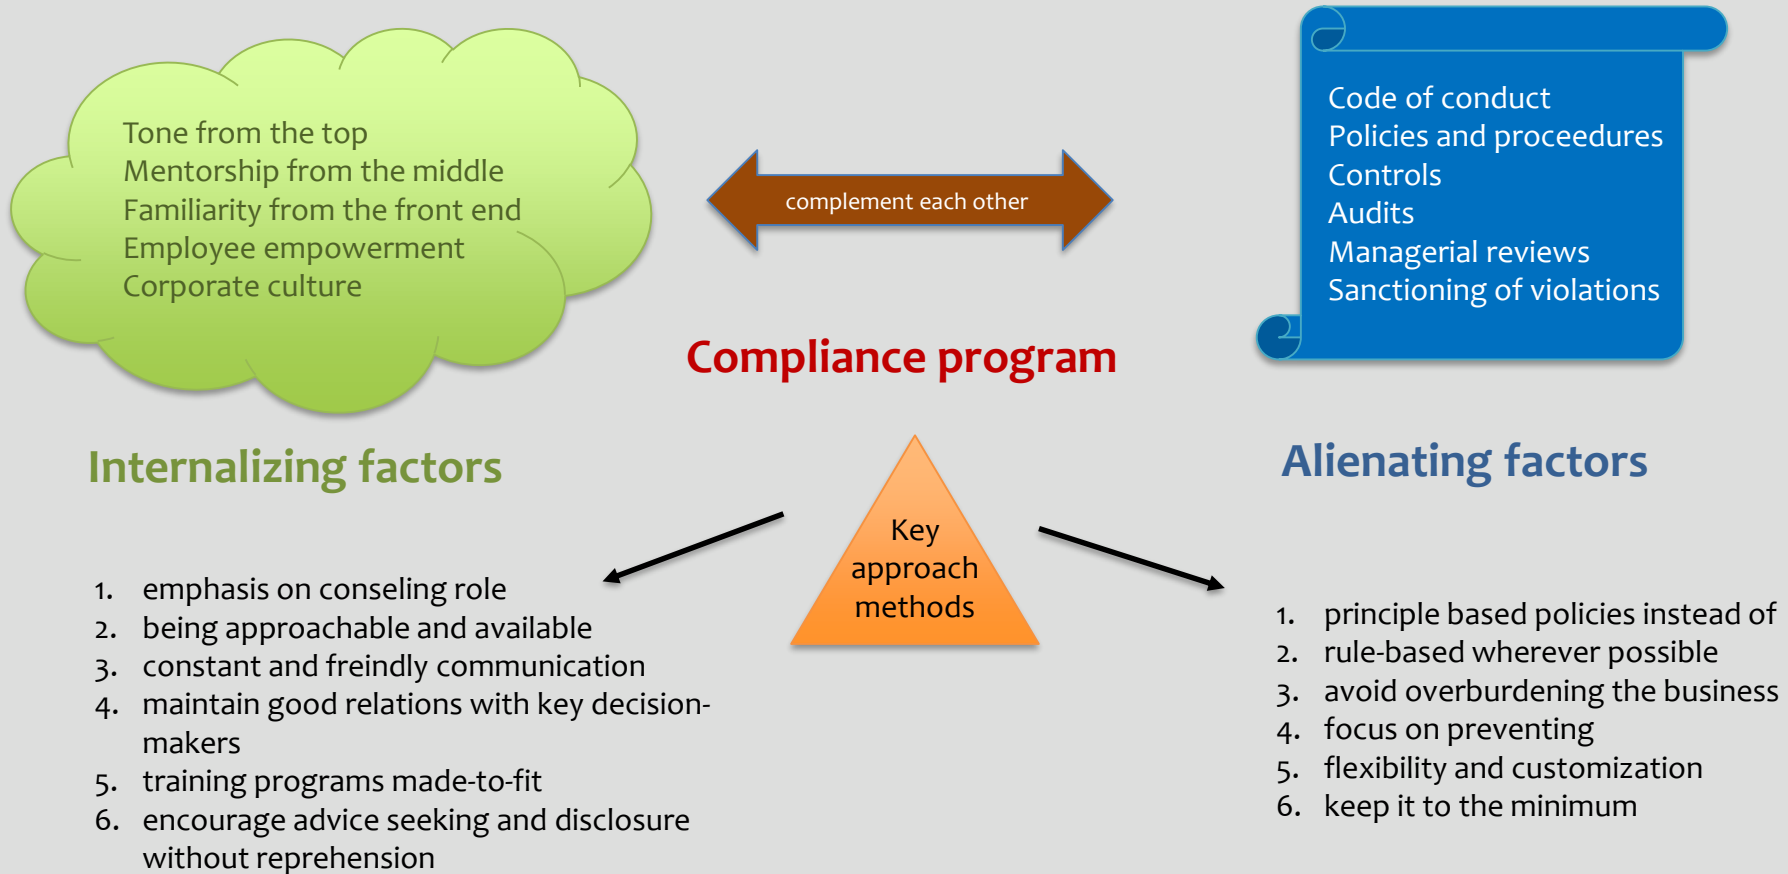 Tone from the top
Mentorship from the middle
Familiarity from the front end
Employee empowerment
Corporate culture
complement each other
Code of conduct
Policies and proceedures
Controls
Audits
Managerial reviews
Sanctioning of violations
Compliance program
Internalizing factors
Alienating factors
Key
approach
methods
1. emphasis on conseling role
2. being approachable and available
3. constant and freindly communication
4. maintain good relations with key decision-
makers
5. training programs made-to-fit
6. encourage advice seeking and disclosure
without reprehension
1. principle based policies instead of
2. rule-based wherever possible
3. avoid overburdening the business
4. focus on preventing
5. flexibility and customization
6. keep it to the minimum